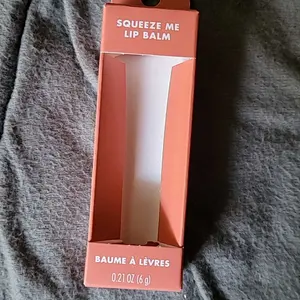 SQUEEZE ME
LIP BALM
BAUME À LÈVRES
0.21 OZ (6 g)